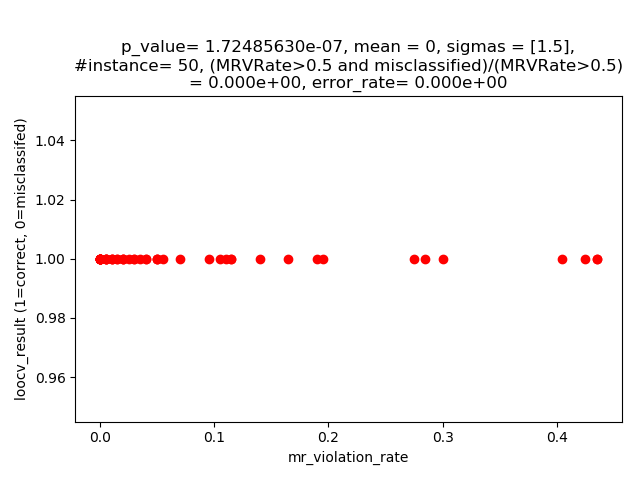 p_value= 1.72485630e-07, mean = 0, sigmas = [1.5],
#instance= 50, (MRVRate>0.5 and misclassified)/(MRVRate>0.5)
= 0.000e+00, error_rate= 0.000e+00
loocv_result (1=correct, 0=misclassifed)
1.04
1.02
1.00
0.98
0.96
0.0 0.1 0.2 0.3 0.4
mr_violation_rate